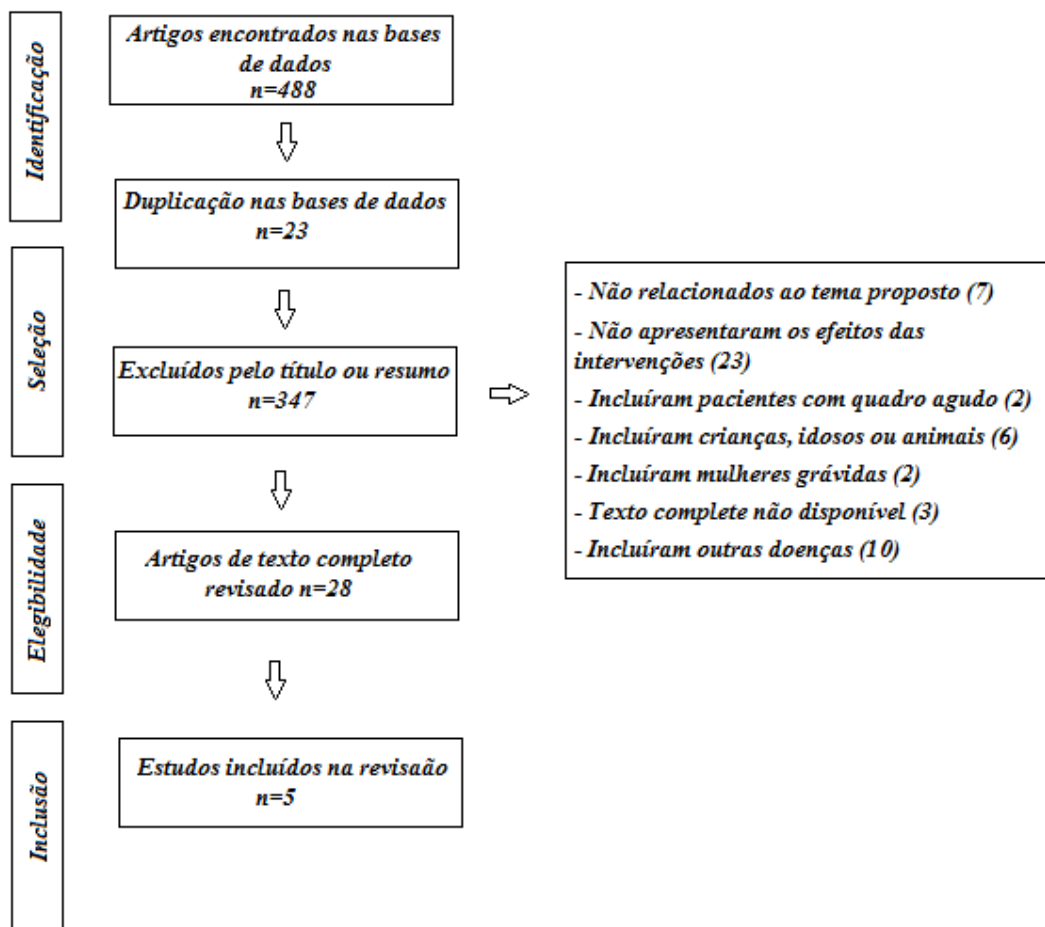 Identificação
Artigos encontrados nas bases
de dados
n=488
Duplicação nas bases de dados
n=23
Seleção
Excluídos pelo título ou resumo
n=347
- Não relacionados ao tema proposto (7)
- Não apresentaram os efeitos das
intervenções (23)
- Incluíram pacientes com quadro agudo (2)
- Incluíram crianças, idosos ou animais (6)
- Incluíram mulheres grávidas (2)
- Texto complete não disponível (3)
- Incluíram outras doenças (10)
Elegibilidade
Artigos de texto completo
revisado n=28
Inclusão
Estudos incluídos na revisaão
n=5